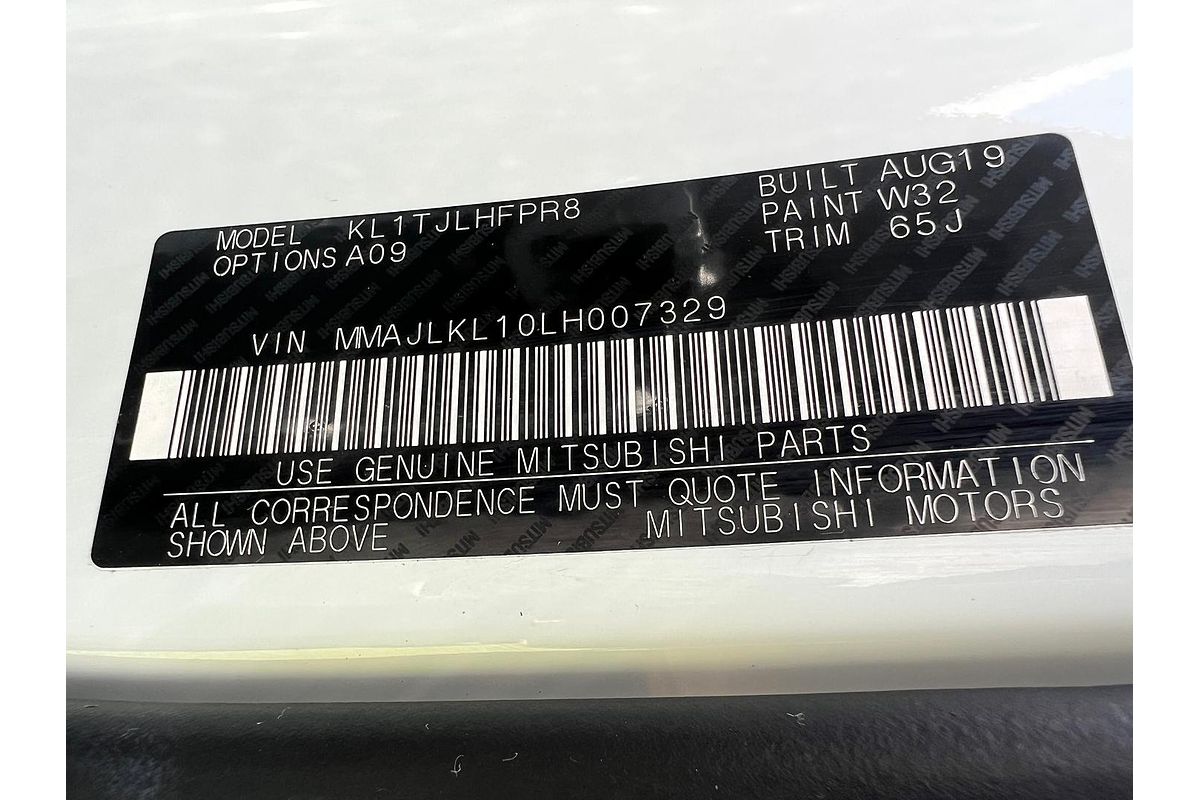 MODEL KL1TJLHFPR8 BUILT AUG19
OPTIONS A09 PAINT W32
TRIM 65J
VIN MMAJLKL10LH007329
USE GENUINE MITSUBISHI PARTS
ALL CORRESPONDENCE MUST QUOTE INFORMATION
SHOWN ABOVE MITSUBISHI MOTORS